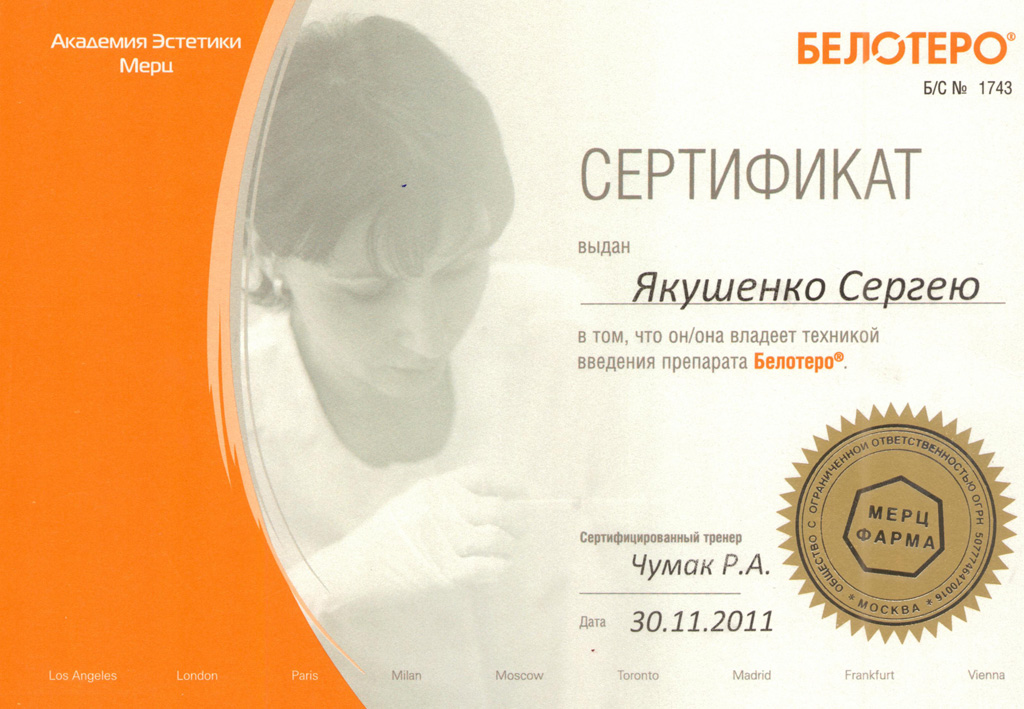 Академия Эстетики
Мерц
БЕЛОТЕРО®
Б/С № 1743
СЕРТИФИКАТ
выдан
Якушенко Сергею
в том, что он/она владеет техникой
введения препарата Белотеро®.
Сертифицированный тренер
Чумак Р.А.
Дата 30.11.2011
ОБЩЕСТВО С ОГРАНИЧЕННОЙ ОТВЕТСТВЕННОСТЬЮ ОГРН 5077746470016
* МОСКВА *
МЕРЦ
ФАРМА
Los Angeles London Paris Milan Moscow Toronto Madrid Frankfurt Vienna